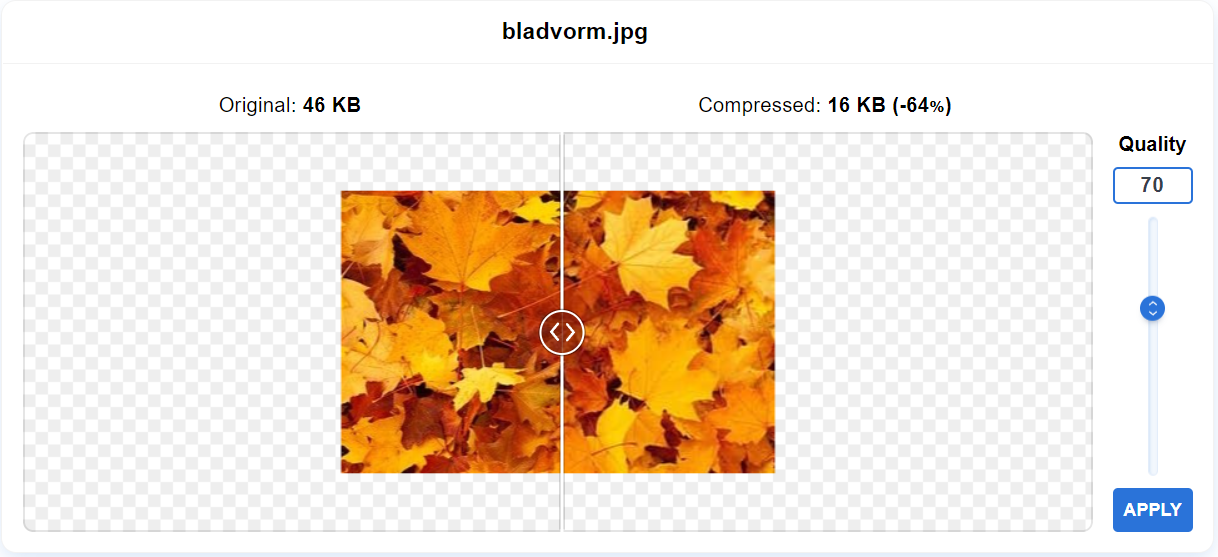 bladvorm.jpg
Original: 46 KB
Compressed: 16 KB (-64%)
Quality
70
APPLY